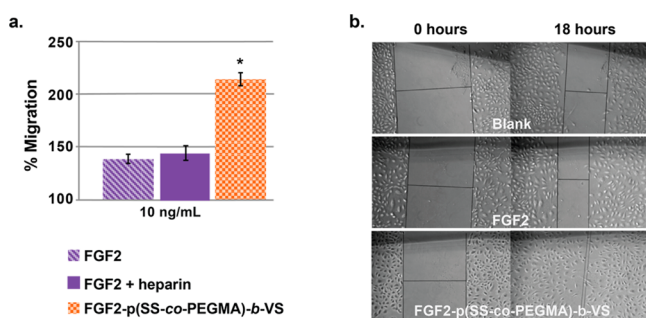 a.
% Migration
250
200
150
100
*
10 ng/mL
FGF2
FGF2 + heparin
FGF2-p(SS-co-PEGMA)-b-VS
b.
0 hours 18 hours
Blank
FGF2
FGF2-p(SS-co-PEGMA)-b-VS